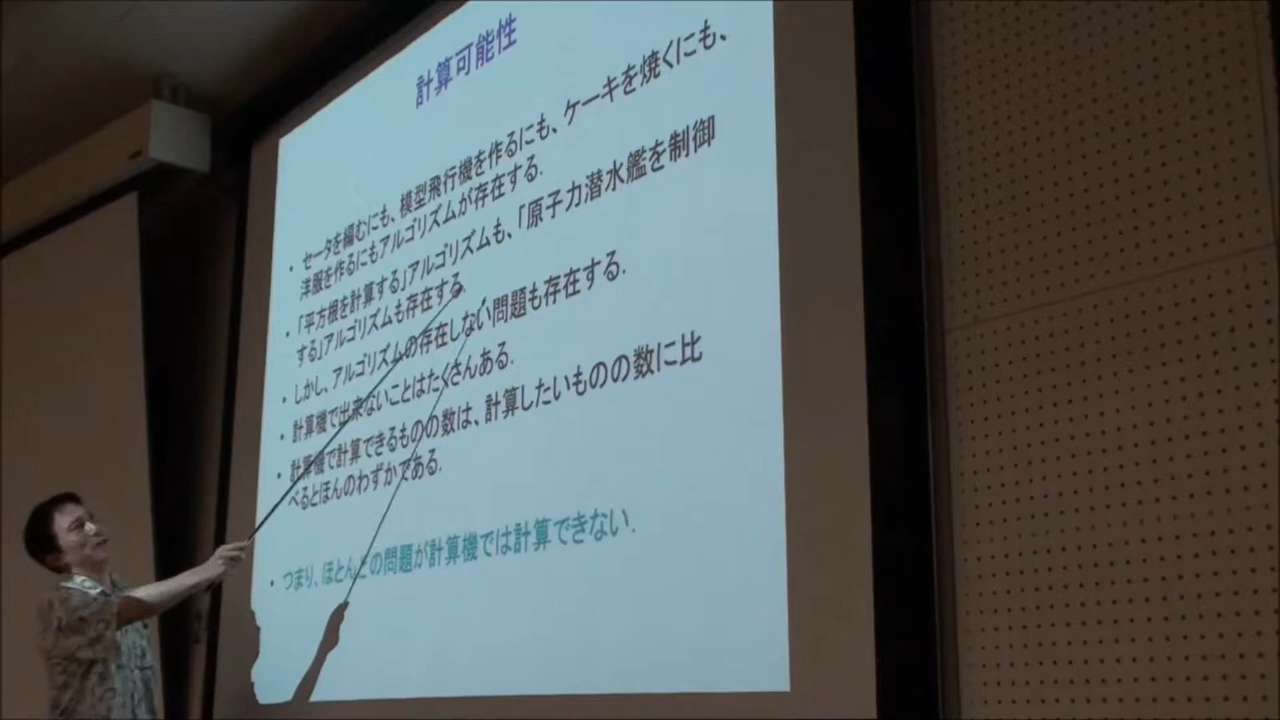 計算可能性
・ セータを編むにも、模型飛行機を作るにも、ケーキを焼くにも、
洋服を作るにもアルゴリズムが存在する.
・ 「平方根を計算する」アルゴリズムも、「原子力潜水艦を制御
する」アルゴリズムも存在する.
・ しかし、アルゴリズムの存在しない問題も存在する.
・ 計算機で出来ないことはたくさんある.
・ 計算機で計算できるものの数は、計算したいものの数に比
べるとほんのわずかである.
・ つまり、ほとんどの問題が計算機では計算できない.